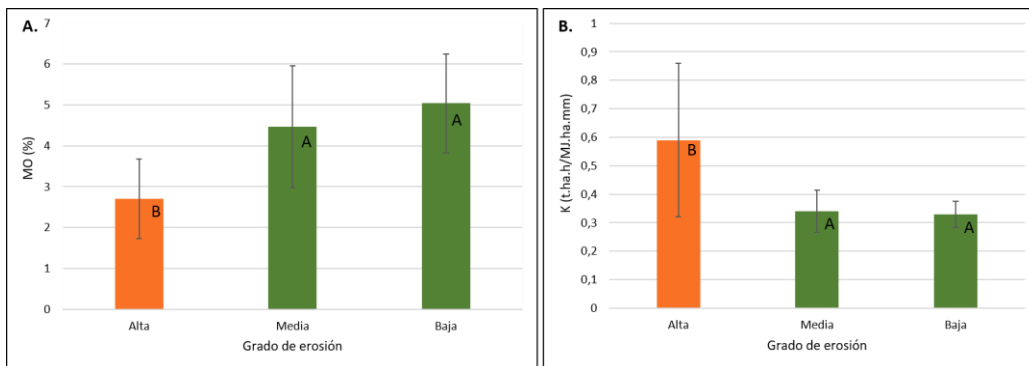 A.
MO (%)
7
6
5
4
3
2
1
0
B
A
A
Alta
Media
Baja
Grado de erosión
B.
K (t.ha.h/MJ.ha.mm)
1
0,9
0,8
0,7
0,6
0,5
0,4
0,3
0,2
0,1
0
B
A
A
Alta
Media
Baja
Grado de erosión